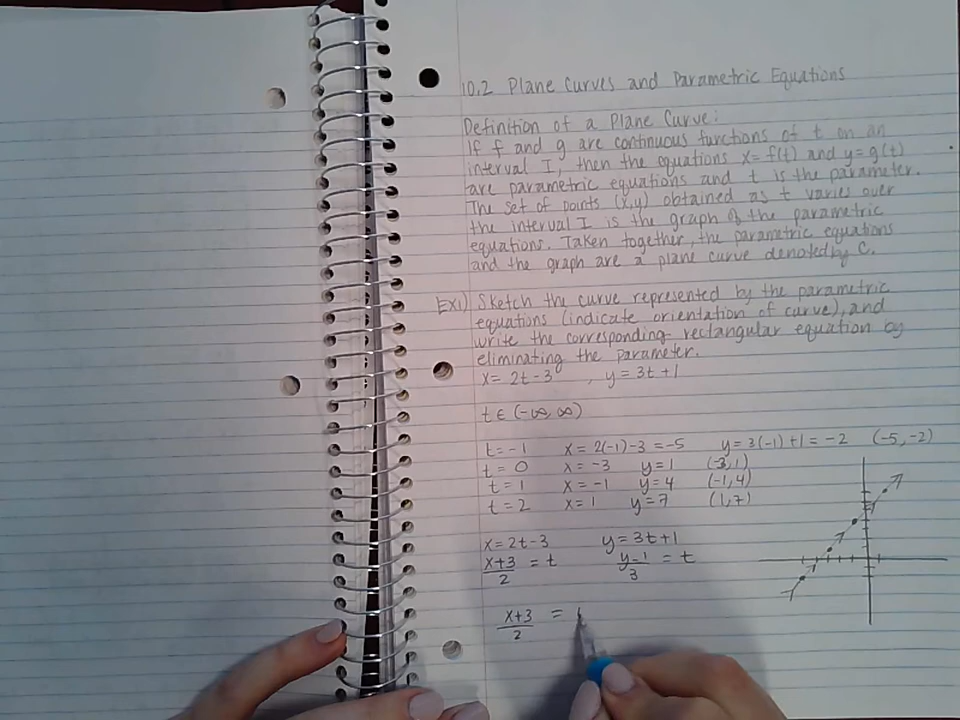 10.2 Plane Curves and Parametric Equations
Definition of a Plane Curve:
If f and g are continuous functions of t on an
interval I, then the equations x=f(t) and y=g(t)
are parametric equations and t is the parameter.
The set of points (x,y) obtained as t varies over
the interval I is the graph of the parametric
equations. Taken together, the parametric equations
and the graph are a plane curve denoted by C.
EX1) Sketch the curve represented by the parametric
equations (indicate orientation of curve), and
write the corresponding rectangular equation by
eliminating the parameter.
x= 2t-3 , y=3t+1
t∈(-∞,∞)
t=-1 x=2(-1)-3=-5 y=3(-1)+1=-2 (-5,-2)
t=0 x=-3 y=1 (-3,1)
t=1 x=-1 y=4 (-1,4)
t=2 x=1 y=7 (1,7)
x=2t-3 y=3t+1
x+3/2 = t y-1/3 = t
x+3/2 =